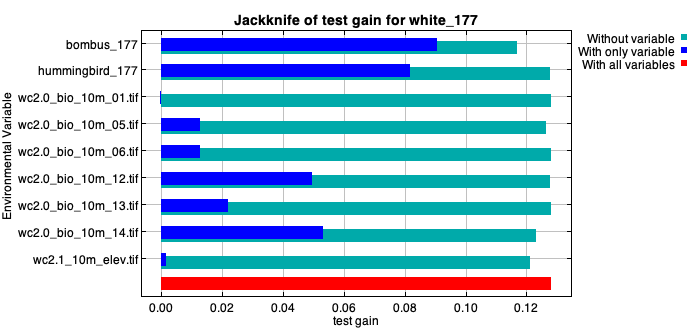 Jackknife of test gain for white_177
Without variable
With only variable
With all variables
Environmental Variable
bombus_177
hummingbird_177
wc2.0_bio_10m_01.tif
wc2.0_bio_10m_05.tif
wc2.0_bio_10m_06.tif
wc2.0_bio_10m_12.tif
wc2.0_bio_10m_13.tif
wc2.0_bio_10m_14.tif
wc2.1_10m_elev.tif
0.00 0.02 0.04 0.06 0.08 0.10 0.12
test gain